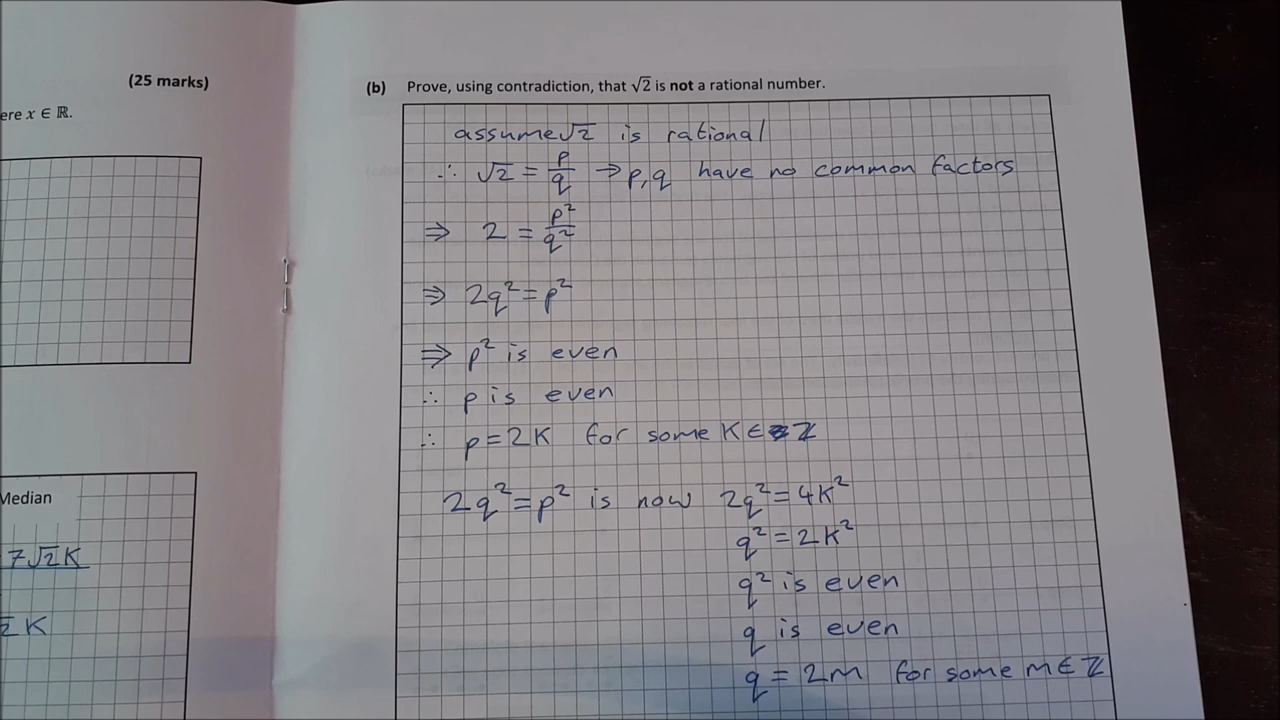 (25 marks)
ere x ∈ ℝ.
Median
7√2K
K
(b) Prove, using contradiction, that √2 is not a rational number.
assume √2 is rational
∴ √2 = p/q ⇒ p,q have no common factors
⇒ 2 = p²/q²
⇒ 2q² = p²
⇒ p² is even
∴ p is even
∴ p = 2K for some K ∈ ℤ
2q² = p² is now 2q² = 4K²
q² = 2K²
q² is even
q is even
q = 2M for some M ∈ ℤ